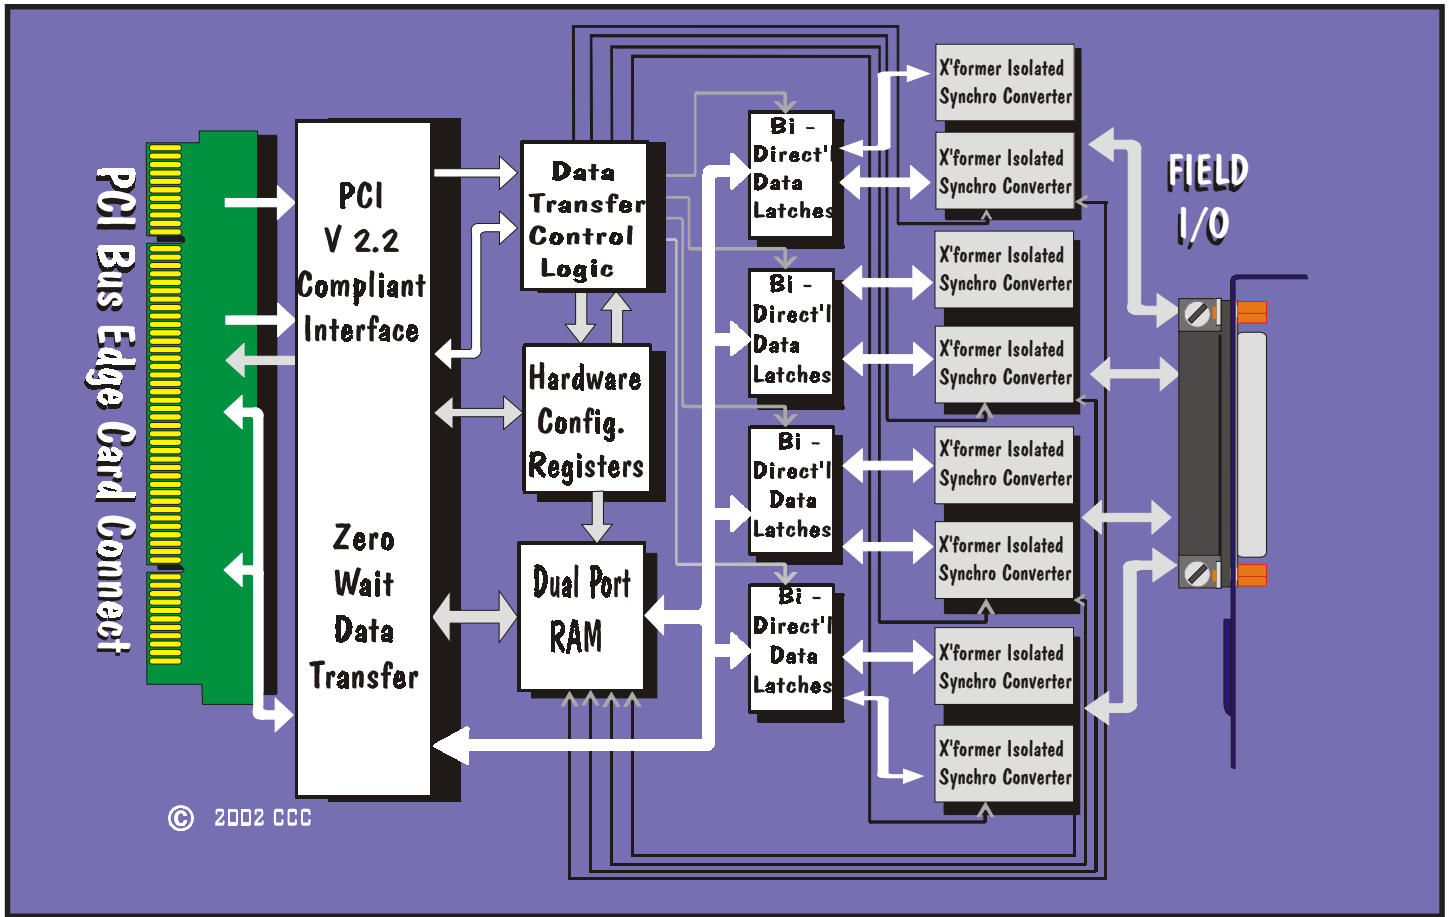 PCI Bus Edge Card Connect
PCI
V 2.2
Compliant
Interface
Zero
Wait
Data
Transfer
Data
Transfer
Control
Logic
Hardware
Config.
Registers
Dual Port
RAM
Bi -
Direct'l
Data
Latches
Bi -
Direct'l
Data
Latches
Bi -
Direct'l
Data
Latches
Bi -
Direct'l
Data
Latches
X'former Isolated
Synchro Converter
X'former Isolated
Synchro Converter
X'former Isolated
Synchro Converter
X'former Isolated
Synchro Converter
X'former Isolated
Synchro Converter
X'former Isolated
Synchro Converter
X'former Isolated
Synchro Converter
X'former Isolated
Synchro Converter
FIELD
I/O
© 2002 CCC